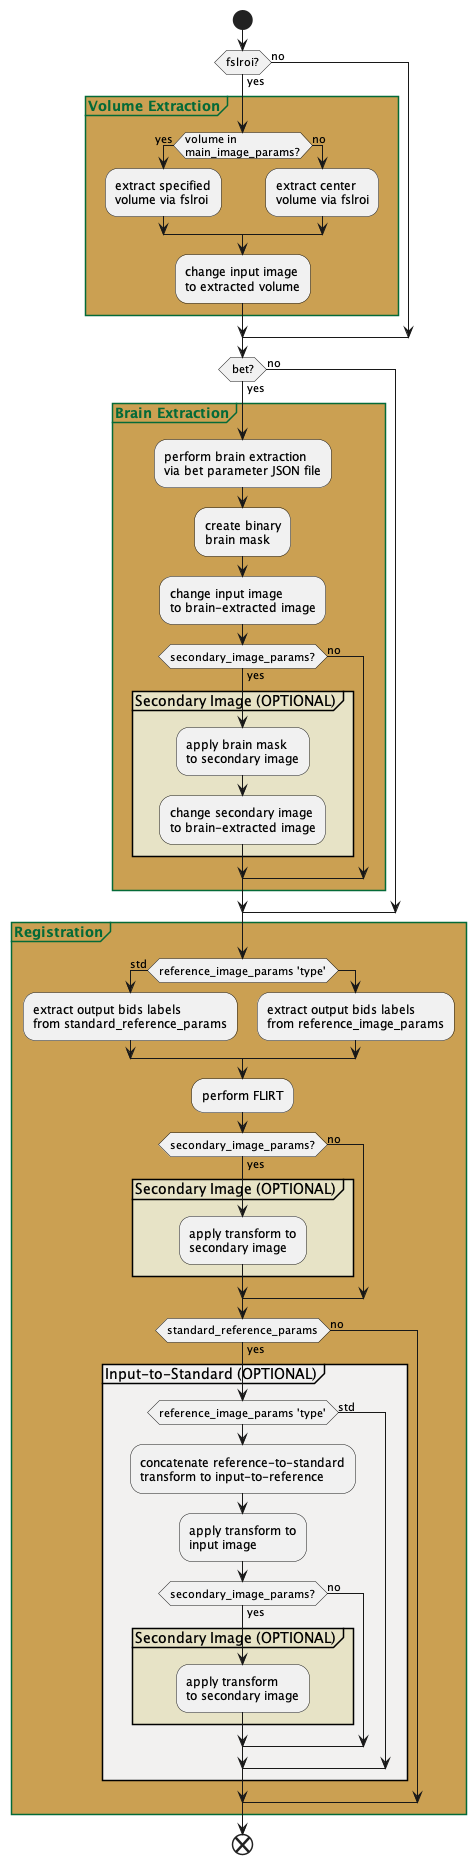 fslroi?
no
yes
Volume Extraction
yes
volume in
main_image_params?
no
extract specified
volume via fslroi
extract center
volume via fslroi
change input image
to extracted volume
bet?
no
yes
Brain Extraction
perform brain extraction
via bet parameter JSON file
create binary
brain mask
change input image
to brain-extracted image
secondary_image_params?
no
yes
Secondary Image (OPTIONAL)
apply brain mask
to secondary image
change secondary image
to brain-extracted image
Registration
std
reference_image_params 'type'
extract output bids labels
from standard_reference_params
extract output bids labels
from reference_image_params
perform FLIRT
secondary_image_params?
no
yes
Secondary Image (OPTIONAL)
apply transform to
secondary image
standard_reference_params
no
yes
Input-to-Standard (OPTIONAL)
reference_image_params 'type'
std
concatenate reference-to-standard
transform to input-to-reference
apply transform to
input image
secondary_image_params?
no
yes
Secondary Image (OPTIONAL)
apply transform
to secondary image